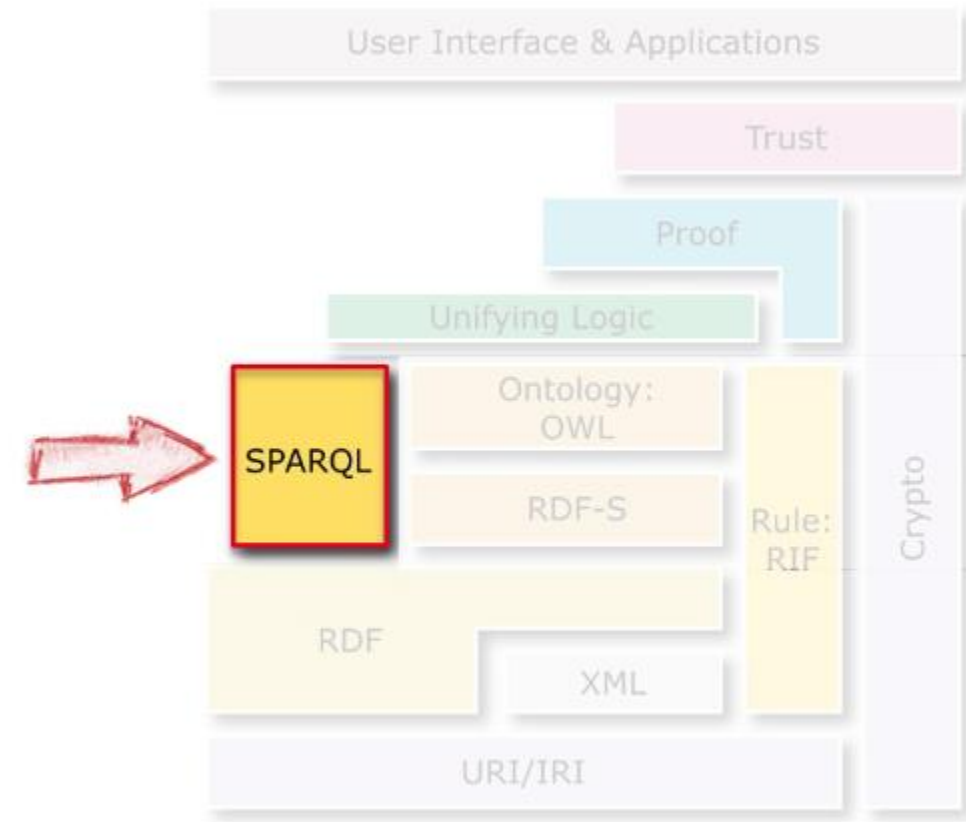 User Interface & Applications
Trust
Proof
Unifying Logic
SPARQL
Ontology:
OWL
RDF-S
Rule:
RIF
Crypto
RDF
XML
URI/IRI